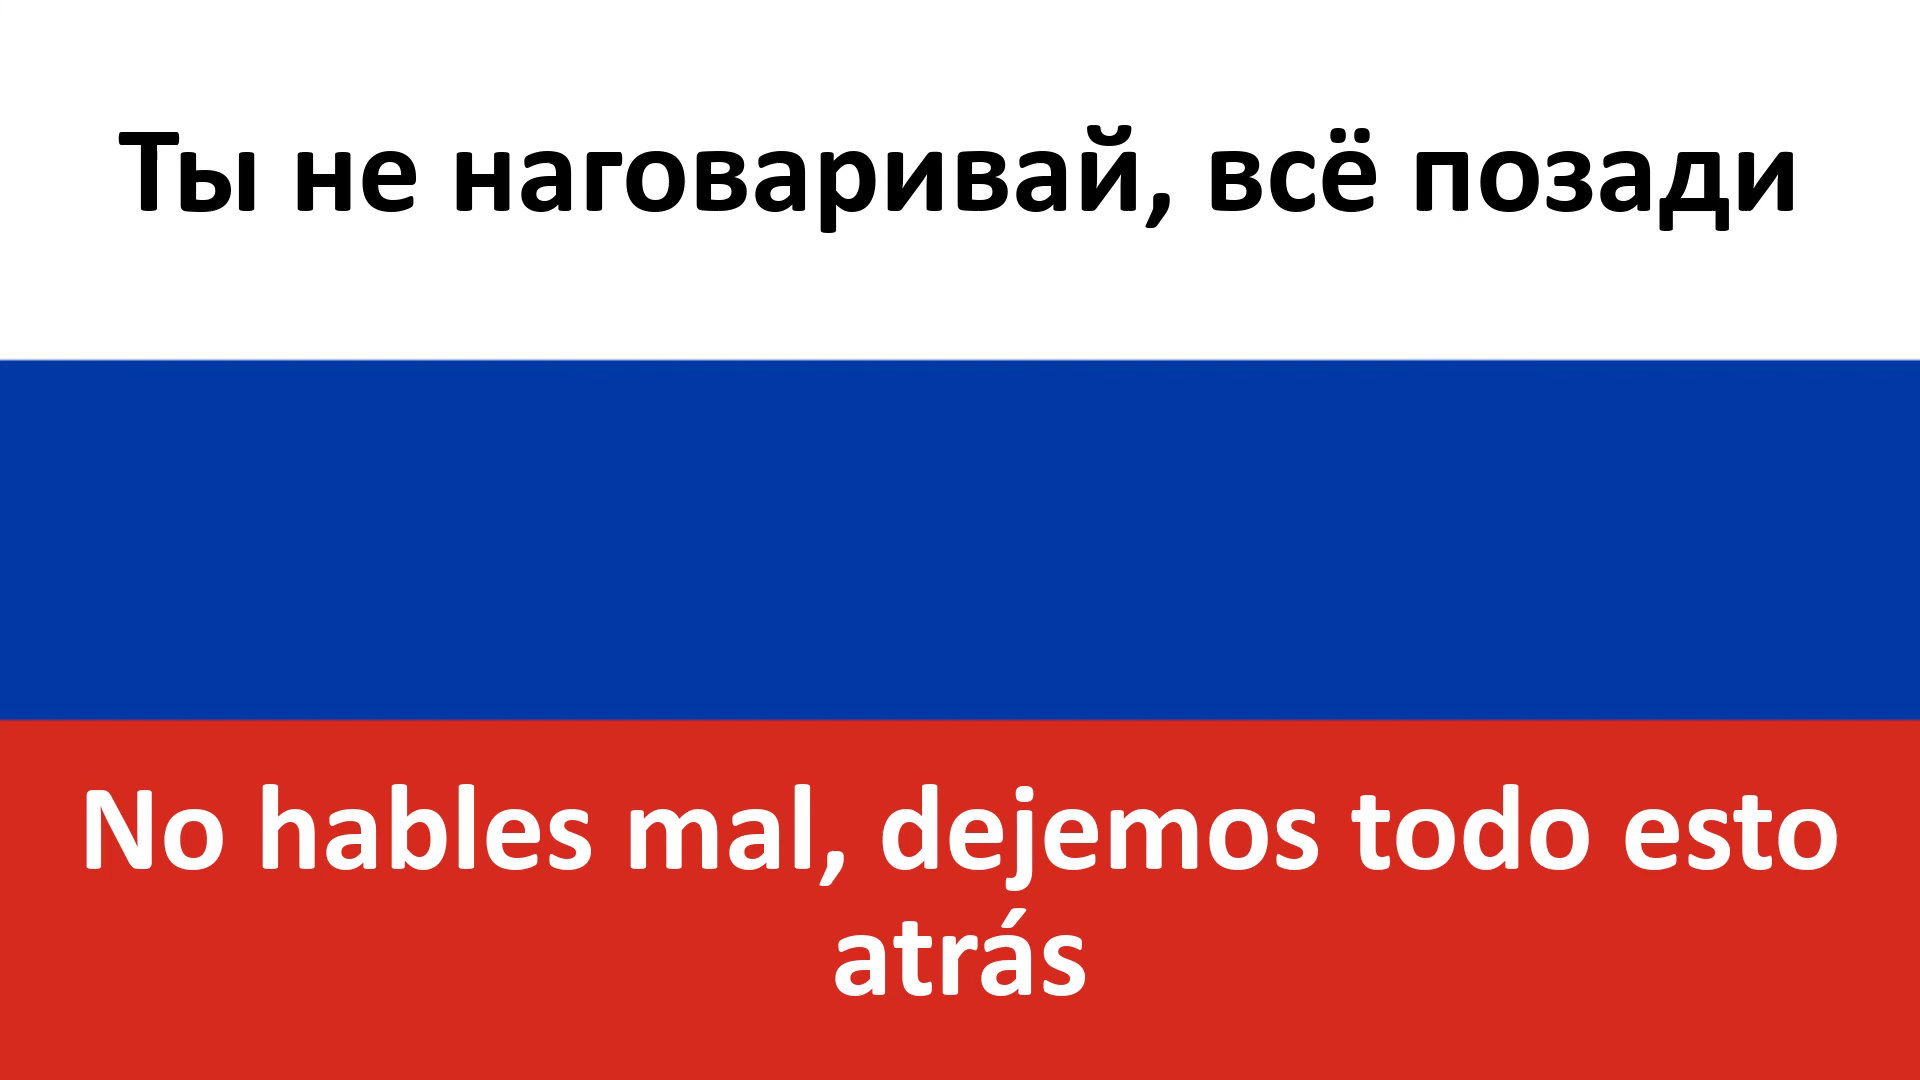 Ты не наговаривай, всё позади
No hables mal, dejemos todo esto
atrás